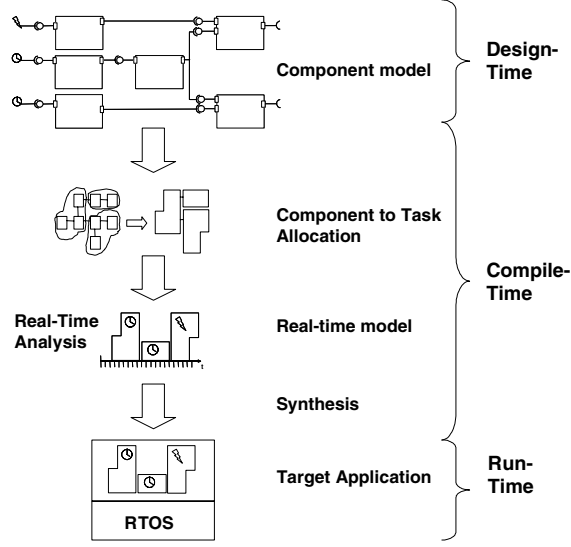 Design-
Time
Component model
Component to Task
Allocation
Compile-
Time
Real-Time
Analysis
Real-time model
t
Synthesis
Target Application
Run-
Time
RTOS